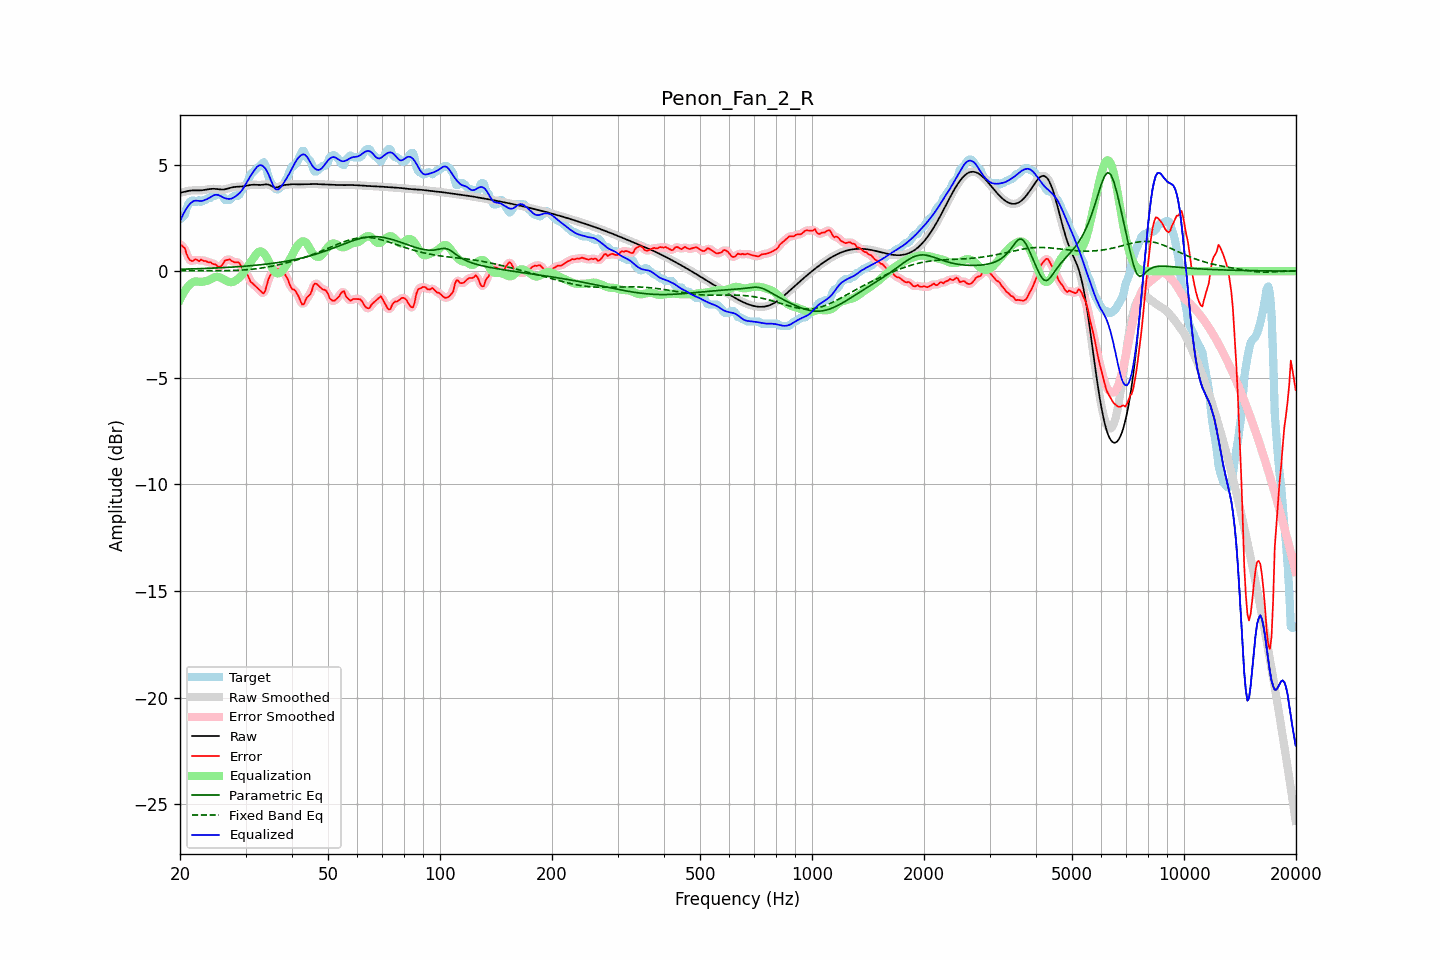 Penon_Fan_2_R
Amplitude (dBr)
5
0
−5
−10
−15
−20
−25
Target
Raw Smoothed
Error Smoothed
Raw
Error
Equalization
Parametric Eq
Fixed Band Eq
Equalized
20
50
100
200
500
1000
2000
5000
10000
20000
Frequency (Hz)